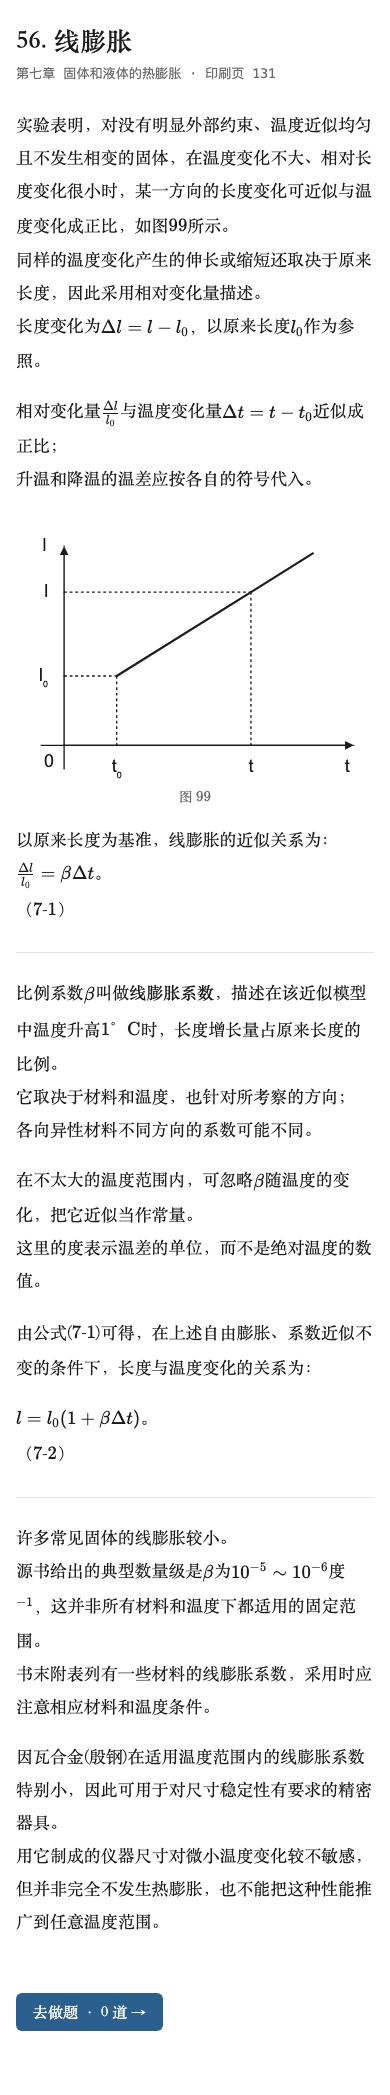 56. 线膨胀
第七章 固体和液体的热膨胀 · 印刷页 131
实验表明，对没有明显外部约束、温度近似均匀
且不发生相变的固体，在温度变化不大、相对长
度变化很小时，某一方向的长度变化可近似与温
度变化成正比，如图99所示。
同样的温度变化产生的伸长或缩短还取决于原来
长度，因此采用相对变化量描述。
长度变化为Δl = l − l₀，以原来长度l₀作为参
照。
相对变化量Δl/l₀与温度变化量Δt = t − t₀近似成
正比；
升温和降温的温差应按各自的符号代入。
l
l
l₀
0
t₀
t
t
图 99
以原来长度为基准，线膨胀的近似关系为：
Δl/l₀ = βΔt。
（7-1）
比例系数β叫做线膨胀系数，描述在该近似模型
中温度升高1°C时，长度增长量占原来长度的
比例。
它取决于材料和温度，也针对所考察的方向；
各向异性材料不同方向的系数可能不同。
在不太大的温度范围内，可忽略β随温度的变
化，把它近似当作常量。
这里的度表示温差的单位，而不是绝对温度的数
值。
由公式(7-1)可得，在上述自由膨胀、系数近似不
变的条件下，长度与温度变化的关系为：
l = l₀(1 + βΔt)。
（7-2）
许多常见固体的线膨胀较小。
源书给出的典型数量级是β为10⁻⁵ ∼ 10⁻⁶度
⁻¹，这并非所有材料和温度下都适用的固定范
围。
书末附表列有一些材料的线膨胀系数，采用时应
注意相应材料和温度条件。
因瓦合金(殷钢)在适用温度范围内的线膨胀系数
特别小，因此可用于对尺寸稳定性有要求的精密
器具。
用它制成的仪器尺寸对微小温度变化较不敏感，
但并非完全不发生热膨胀，也不能把这种性能推
广到任意温度范围。
去做题 · 0 道 →